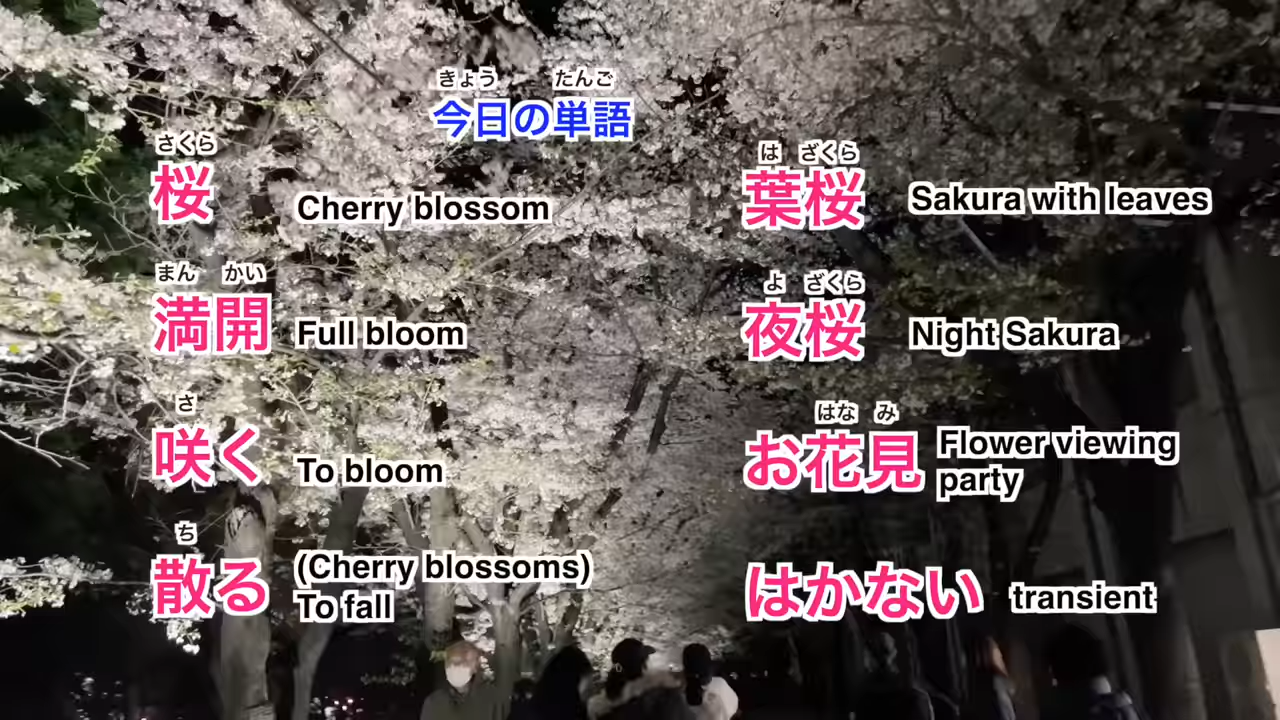 きょう たんご
今日の単語
さくら
桜 Cherry blossom
まん かい
満開 Full bloom
さ
咲く To bloom
ち
散る (Cherry blossoms)
To fall
は ざくら
葉桜 Sakura with leaves
よ ざくら
夜桜 Night Sakura
はな み
お花見 Flower viewing
party
はかない transient